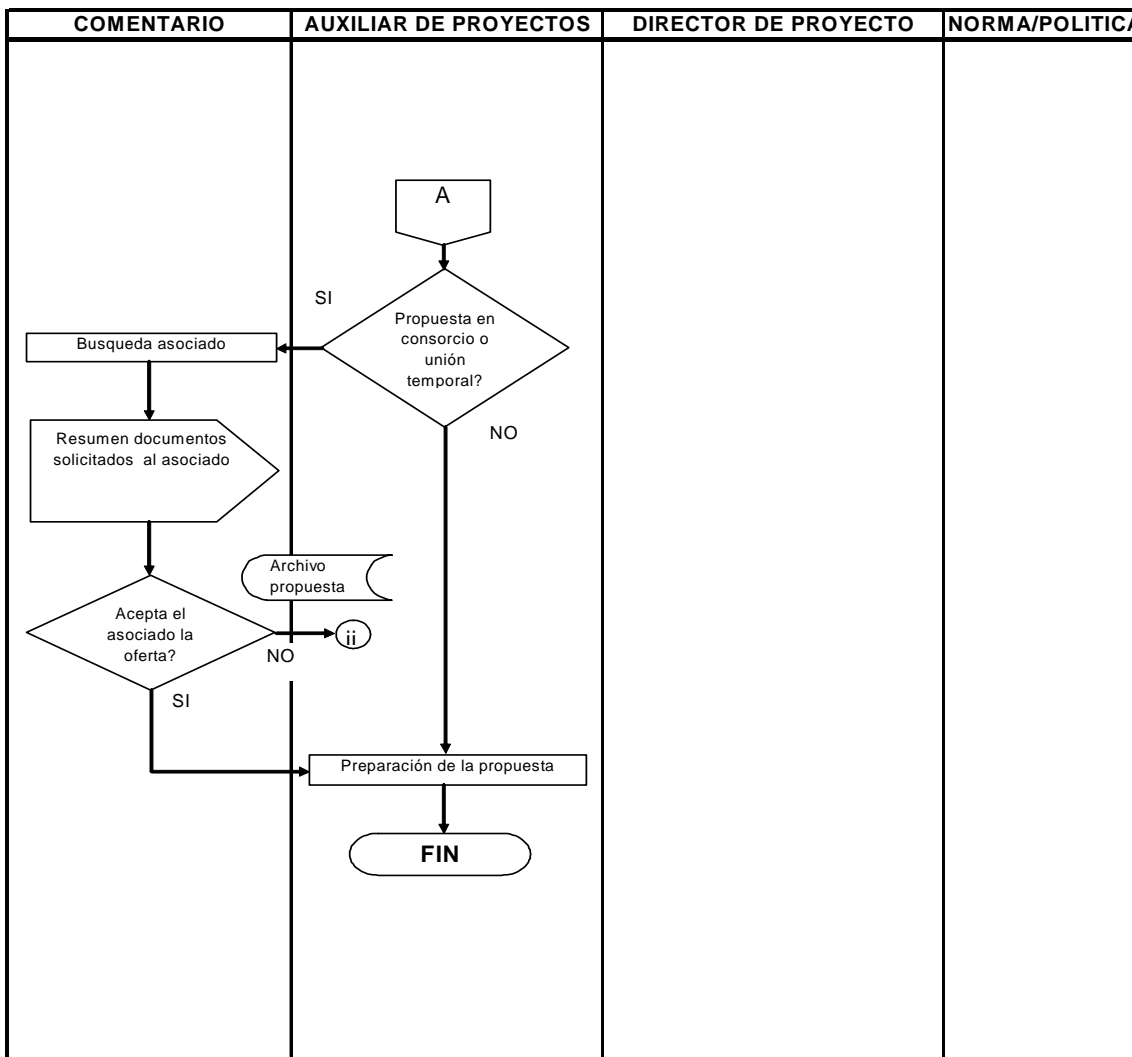 COMENTARIO
AUXILIAR DE PROYECTOS
DIRECTOR DE PROYECTO
NORMA/POLITICA
A
SI
Propuesta en
consorcio o
unión
temporal?
Busqueda asociado
NO
Resumen documentos
solicitados al asociado
Archivo
propuesta
Acepta el
asociado la
oferta?
ii
NO
SI
Preparación de la propuesta
FIN